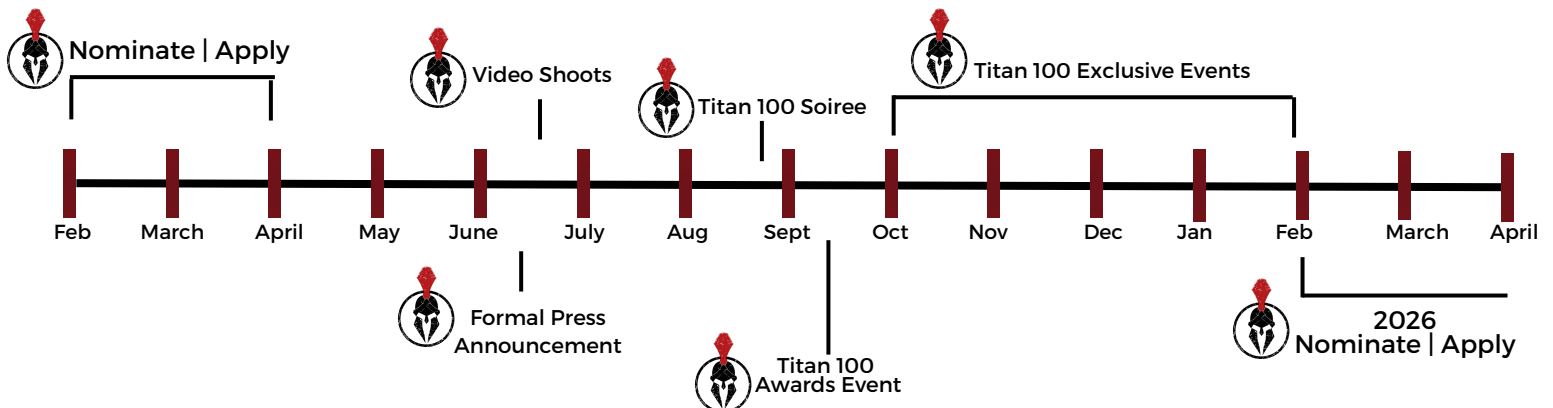 Nominate | Apply
Video Shoots
Titan 100 Soiree
Titan 100 Exclusive Events
Feb
March
April
May
June
July
Aug
Sept
Oct
Nov
Dec
Jan
Feb
March
April
Formal Press
Announcement
Titan 100
Awards Event
2026
Nominate | Apply